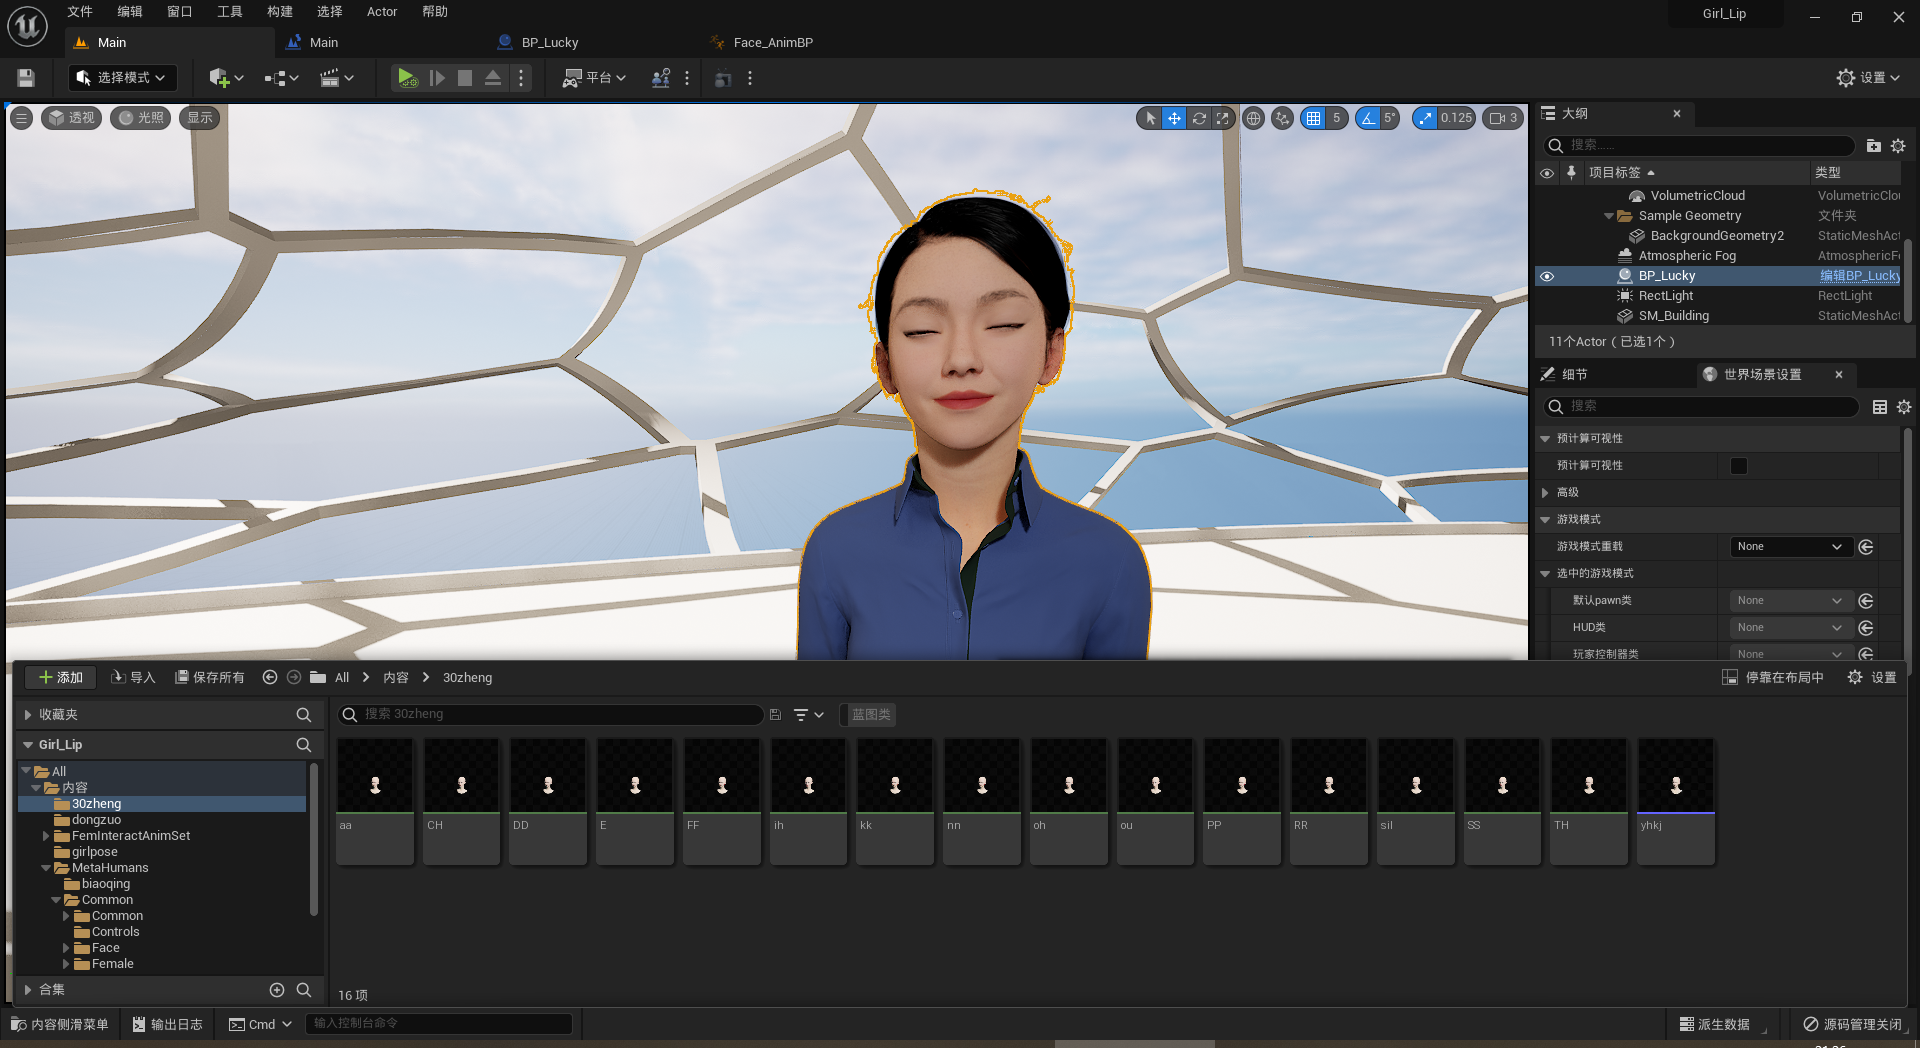 文件 编辑 窗口 工具 构建 选择 Actor 帮助
Girl_Lip
Main Main BP_Lucky Face_AnimBP
选择模式 平台 设置
透视 光照 显示
5 5° 0.125 3
大纲
搜索......
项目标签 类型
VolumetricCloud VolumetricClou
Sample Geometry 文件夹
BackgroundGeometry2 StaticMeshAct
Atmospheric Fog AtmosphericFo
BP_Lucky 编辑BP_Lucky
RectLight RectLight
SM_Building StaticMeshAct
11个Actor（已选1个）
细节 世界场景设置
搜索
预计算可视性
预计算可视性
高级
游戏模式
游戏模式重载 None
选中的游戏模式
默认pawn类 None
HUD类 None
玩家控制器类 None
添加 导入 保存所有 All 内容 30zheng 停靠在布局中 设置
收藏夹
搜索 30zheng 蓝图类
Girl_Lip
All
内容
30zheng
dongzuo
FemInteractAnimSet
girlpose
MetaHumans
biaoqing
Common
Common
Controls
Face
Female
合集
aa CH DD E FF ih kk nn oh ou PP RR sil SS TH yhkj
16 项
内容侧滑菜单 输出日志 Cmd 输入控制台命令 派生数据 源码管理关闭